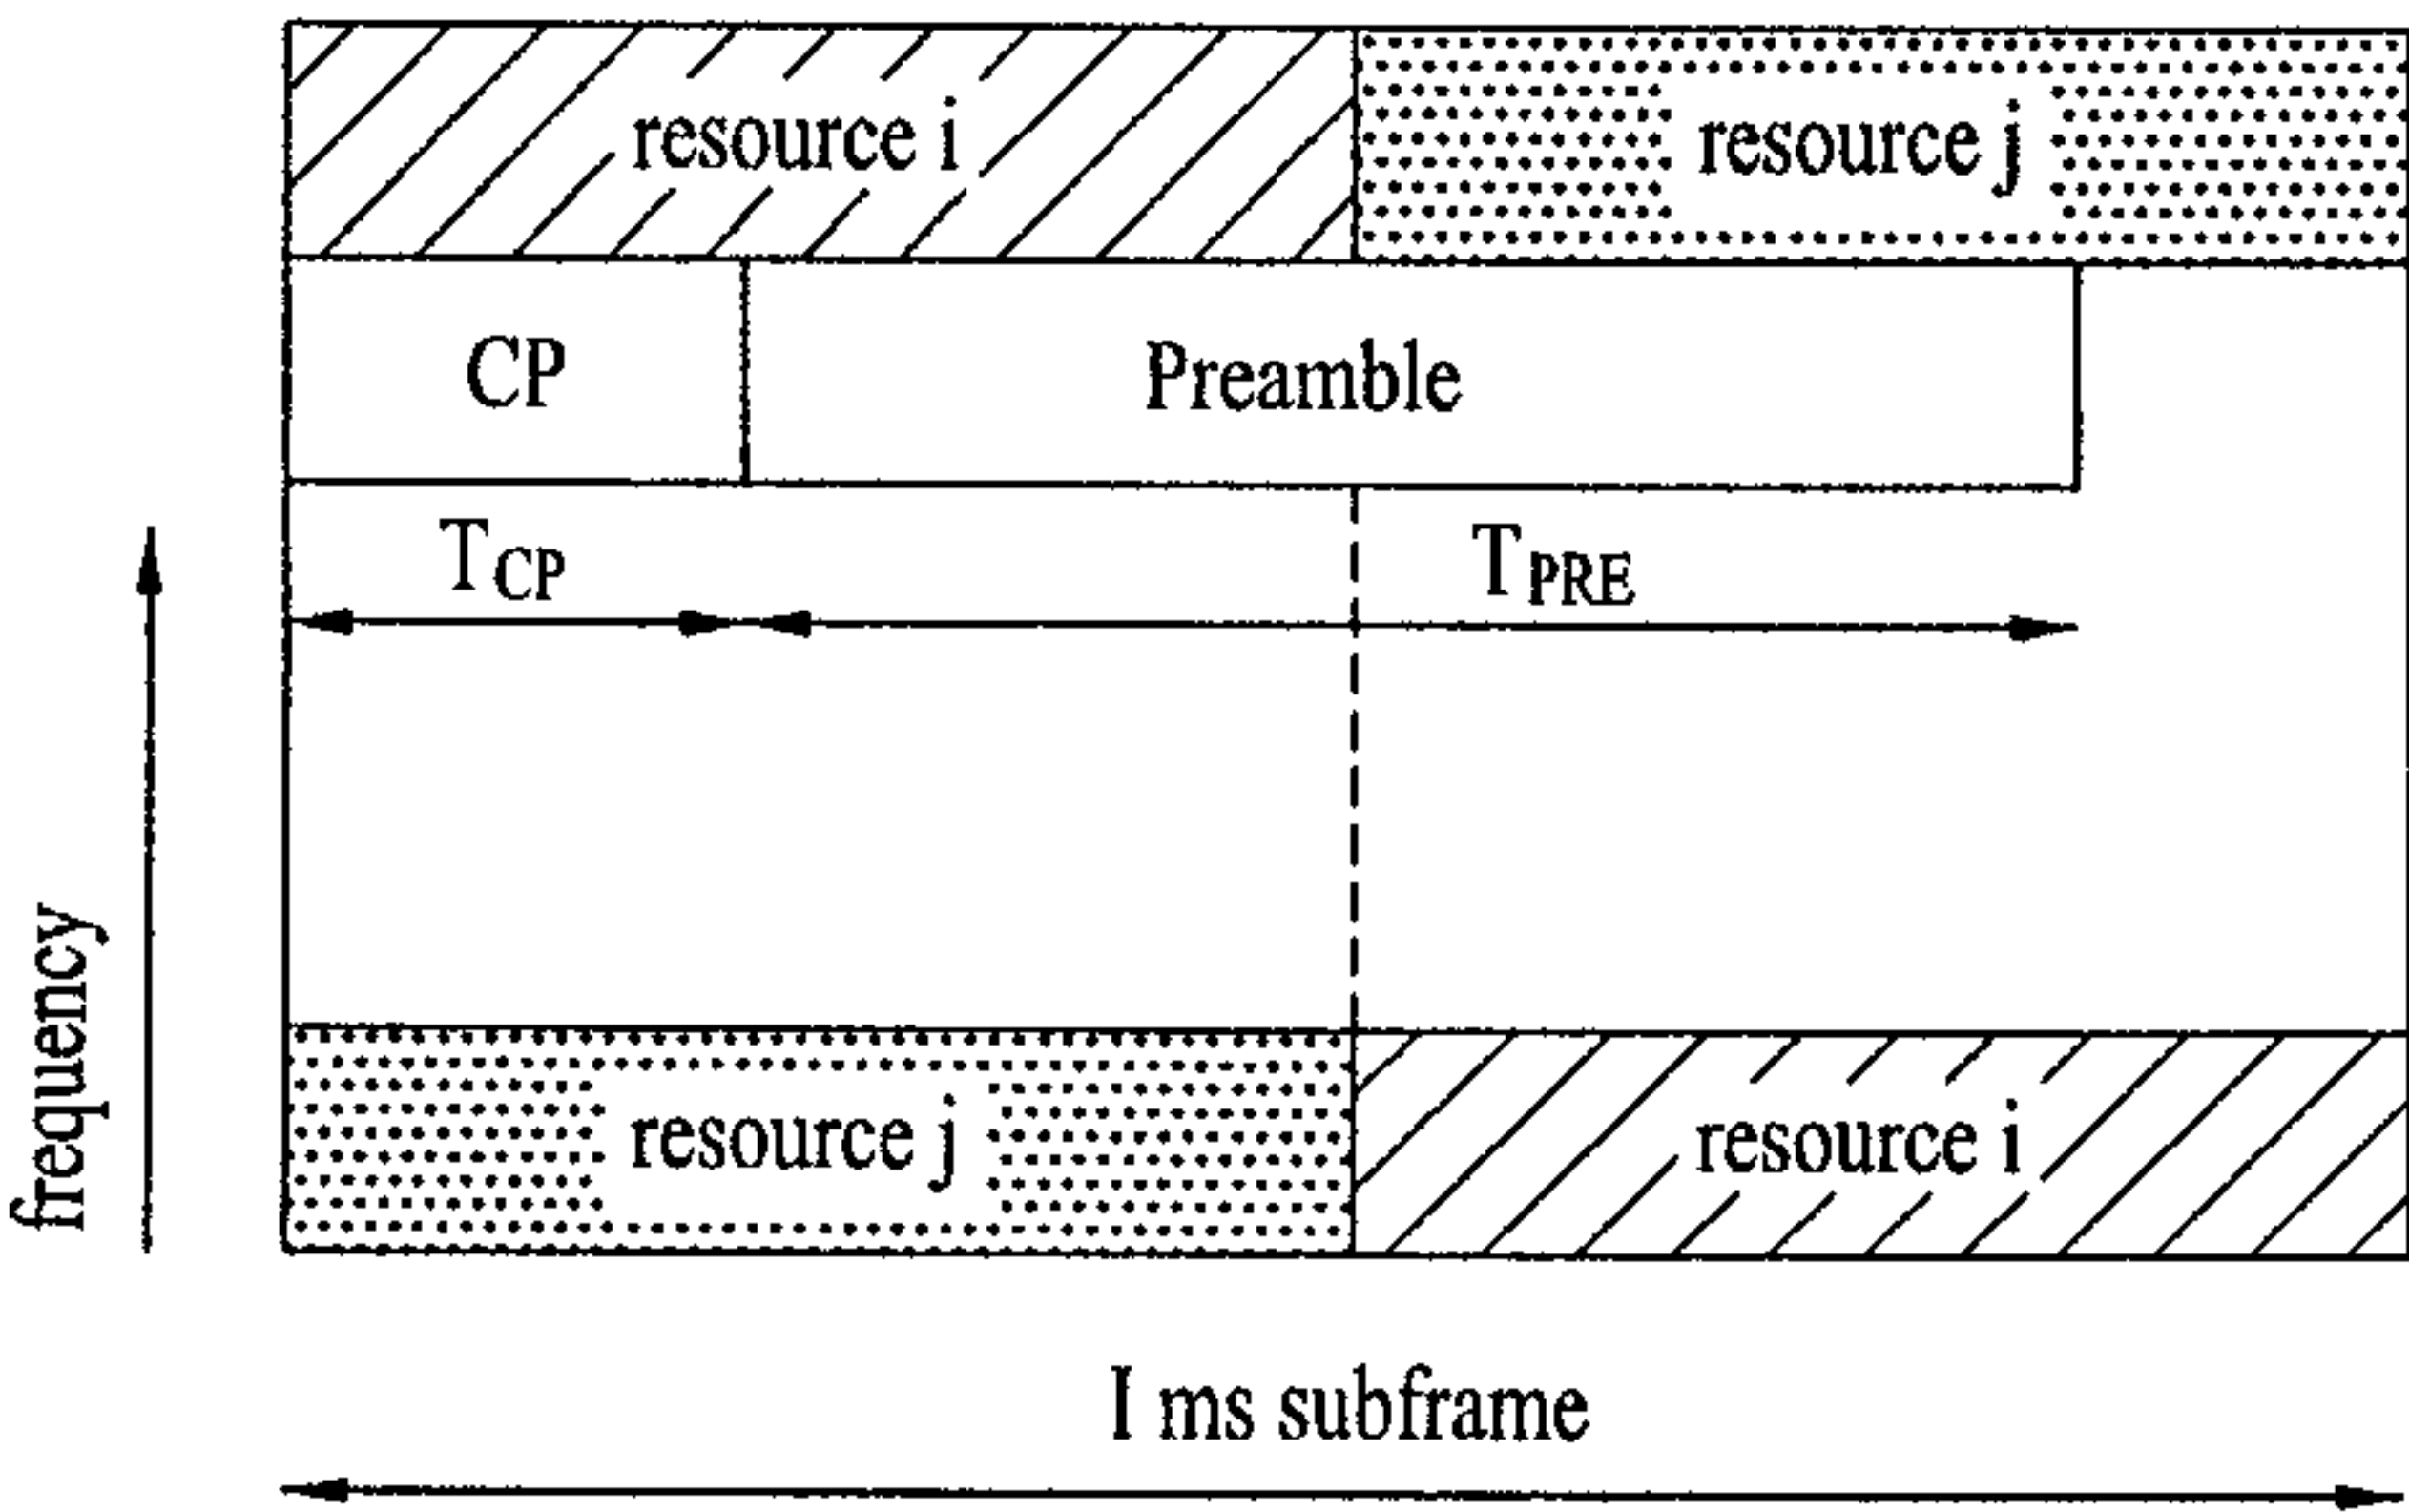 resource i
resource j
CP
Preamble
TCP
TPRE
frequency
resource j
resource i
I ms subframe